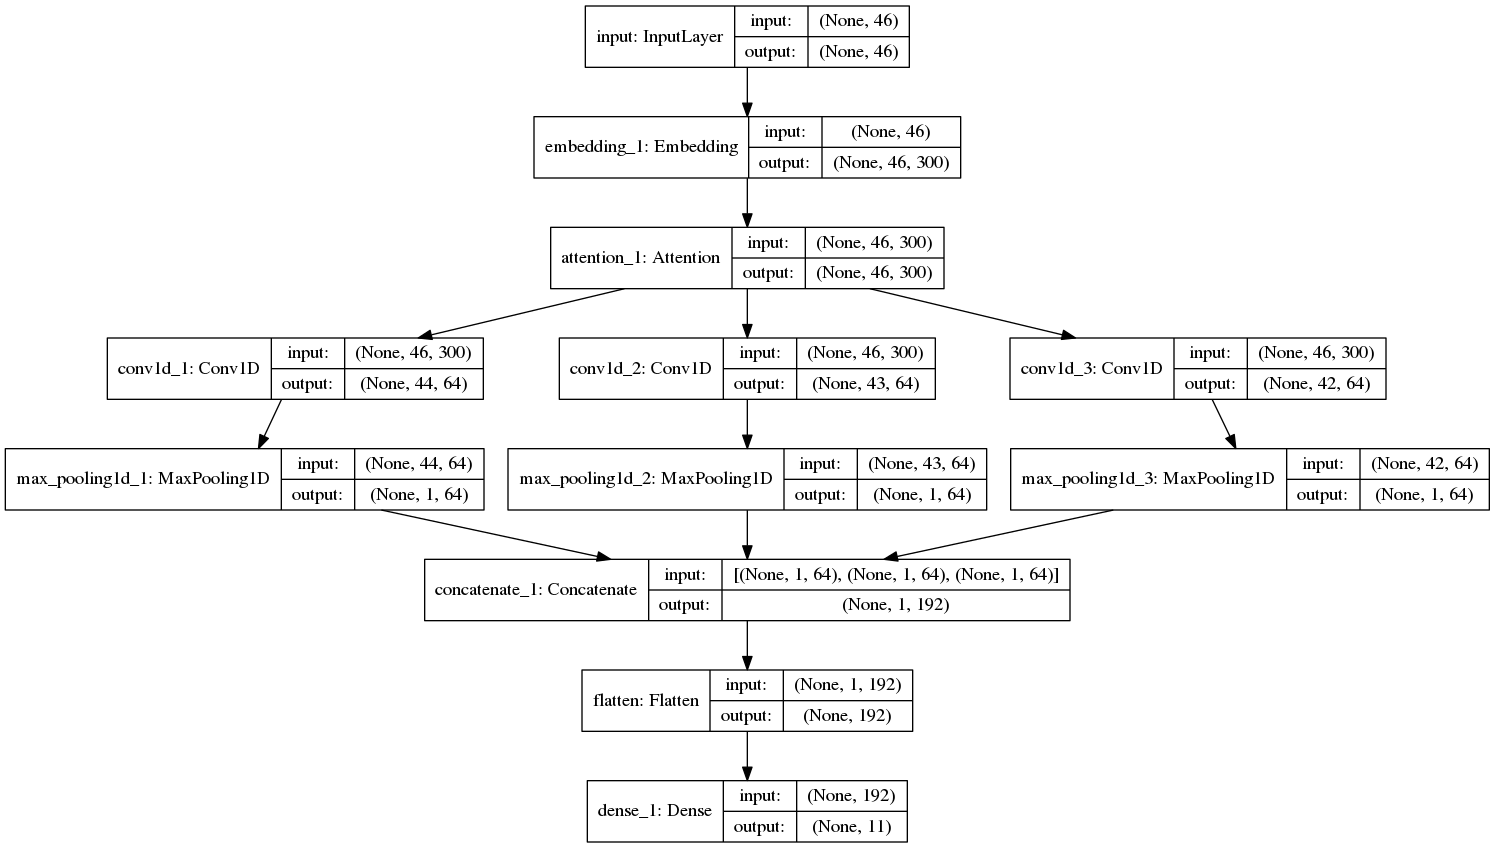 input: InputLayer
input: (None, 46)
output: (None, 46)
embedding_1: Embedding
input: (None, 46)
output: (None, 46, 300)
attention_1: Attention
input: (None, 46, 300)
output: (None, 46, 300)
conv1d_1: Conv1D
input: (None, 46, 300)
output: (None, 44, 64)
conv1d_2: Conv1D
input: (None, 46, 300)
output: (None, 43, 64)
conv1d_3: Conv1D
input: (None, 46, 300)
output: (None, 42, 64)
max_pooling1d_1: MaxPooling1D
input: (None, 44, 64)
output: (None, 1, 64)
max_pooling1d_2: MaxPooling1D
input: (None, 43, 64)
output: (None, 1, 64)
max_pooling1d_3: MaxPooling1D
input: (None, 42, 64)
output: (None, 1, 64)
concatenate_1: Concatenate
input: [(None, 1, 64), (None, 1, 64), (None, 1, 64)]
output: (None, 1, 192)
flatten: Flatten
input: (None, 1, 192)
output: (None, 192)
dense_1: Dense
input: (None, 192)
output: (None, 11)